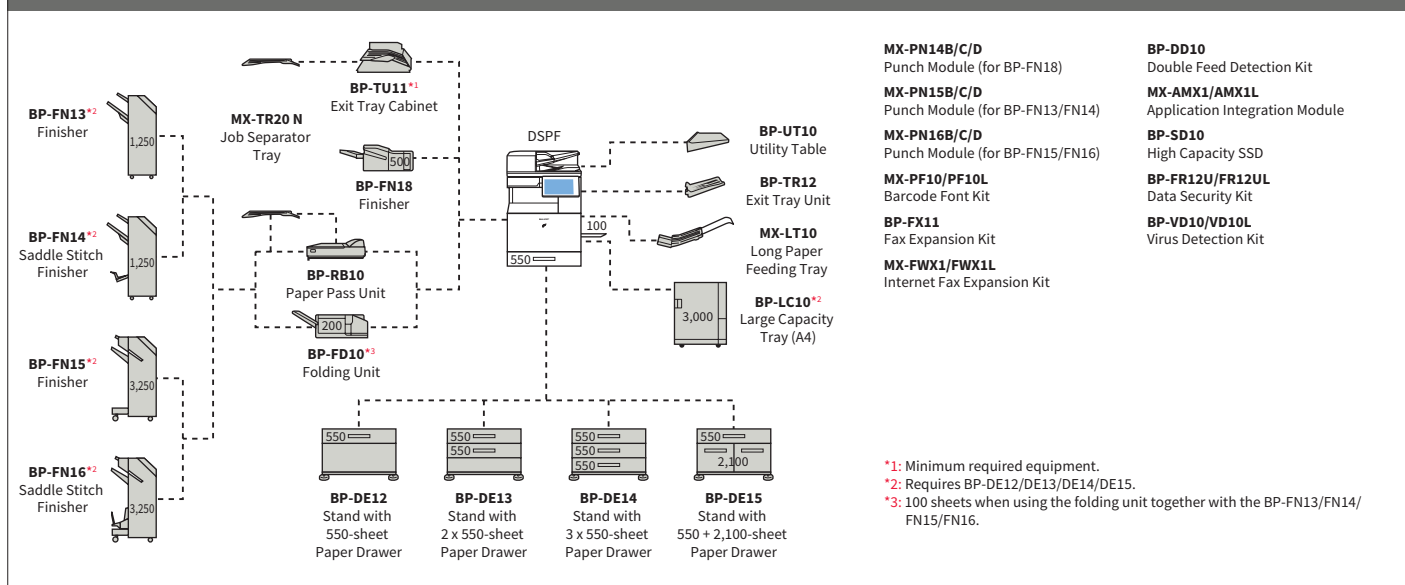 BP-FN13*2
Finisher
1,250
BP-FN14*2
Saddle Stitch
Finisher
1,250
BP-FN15*2
Finisher
3,250
BP-FN16*2
Saddle Stitch
Finisher
3,250
MX-TR20 N
Job Separator
Tray
BP-TU11*1
Exit Tray Cabinet
500
BP-FN18
Finisher
BP-RB10
Paper Pass Unit
200
BP-FD10*3
Folding Unit
DSPF
100
550
BP-UT10
Utility Table
BP-TR12
Exit Tray Unit
MX-LT10
Long Paper
Feeding Tray
3,000
BP-LC10*2
Large Capacity
Tray (A4)
550
BP-DE12
Stand with
550-sheet
Paper Drawer
550
550
BP-DE13
Stand with
2 x 550-sheet
Paper Drawer
550
550
550
BP-DE14
Stand with
3 x 550-sheet
Paper Drawer
550
2,100
BP-DE15
Stand with
550 + 2,100-sheet
Paper Drawer
MX-PN14B/C/D
Punch Module (for BP-FN18)
MX-PN15B/C/D
Punch Module (for BP-FN13/FN14)
MX-PN16B/C/D
Punch Module (for BP-FN15/FN16)
MX-PF10/PF10L
Barcode Font Kit
BP-FX11
Fax Expansion Kit
MX-FWX1/FWX1L
Internet Fax Expansion Kit
BP-DD10
Double Feed Detection Kit
MX-AMX1/AMX1L
Application Integration Module
BP-SD10
High Capacity SSD
BP-FR12U/FR12UL
Data Security Kit
BP-VD10/VD10L
Virus Detection Kit
*1: Minimum required equipment.
*2: Requires BP-DE12/DE13/DE14/DE15.
*3: 100 sheets when using the folding unit together with the BP-FN13/FN14/
FN15/FN16.